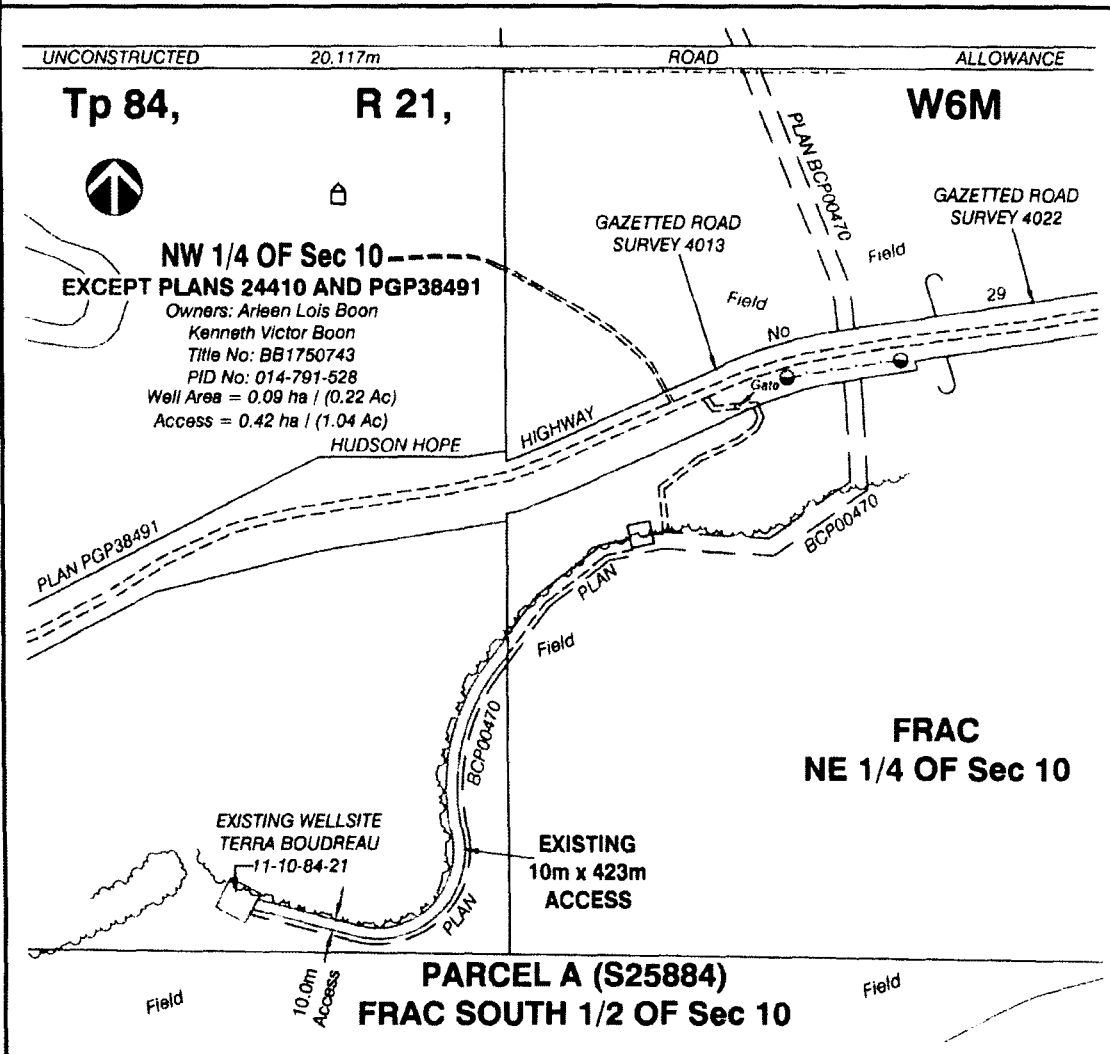 UNCONSTRUCTED 20.117m ROAD ALLOWANCE
Tp 84, R 21, W6M
PLAN BCP00470
GAZETTED ROAD
SURVEY 4013
GAZETTED ROAD
SURVEY 4022
NW 1/4 OF Sec 10
EXCEPT PLANS 24410 AND PGP38491
Owners: Arleen Lois Boon
Kenneth Victor Boon
Title No: BB1750743
PID No: 014-791-528
Well Area = 0.09 ha / (0.22 Ac)
Access = 0.42 ha / (1.04 Ac)
Field
Field
29
No
Gate
HIGHWAY
HUDSON HOPE
PLAN PGP38491
BCP00470
PLAN
Field
BCP00470
FRAC
NE 1/4 OF Sec 10
EXISTING WELLSITE
TERRA BOUDREAU
11-10-84-21
EXISTING
10m x 423m
ACCESS
PLAN
10.0m
Access
PARCEL A (S25884)
FRAC SOUTH 1/2 OF Sec 10
Field
Field